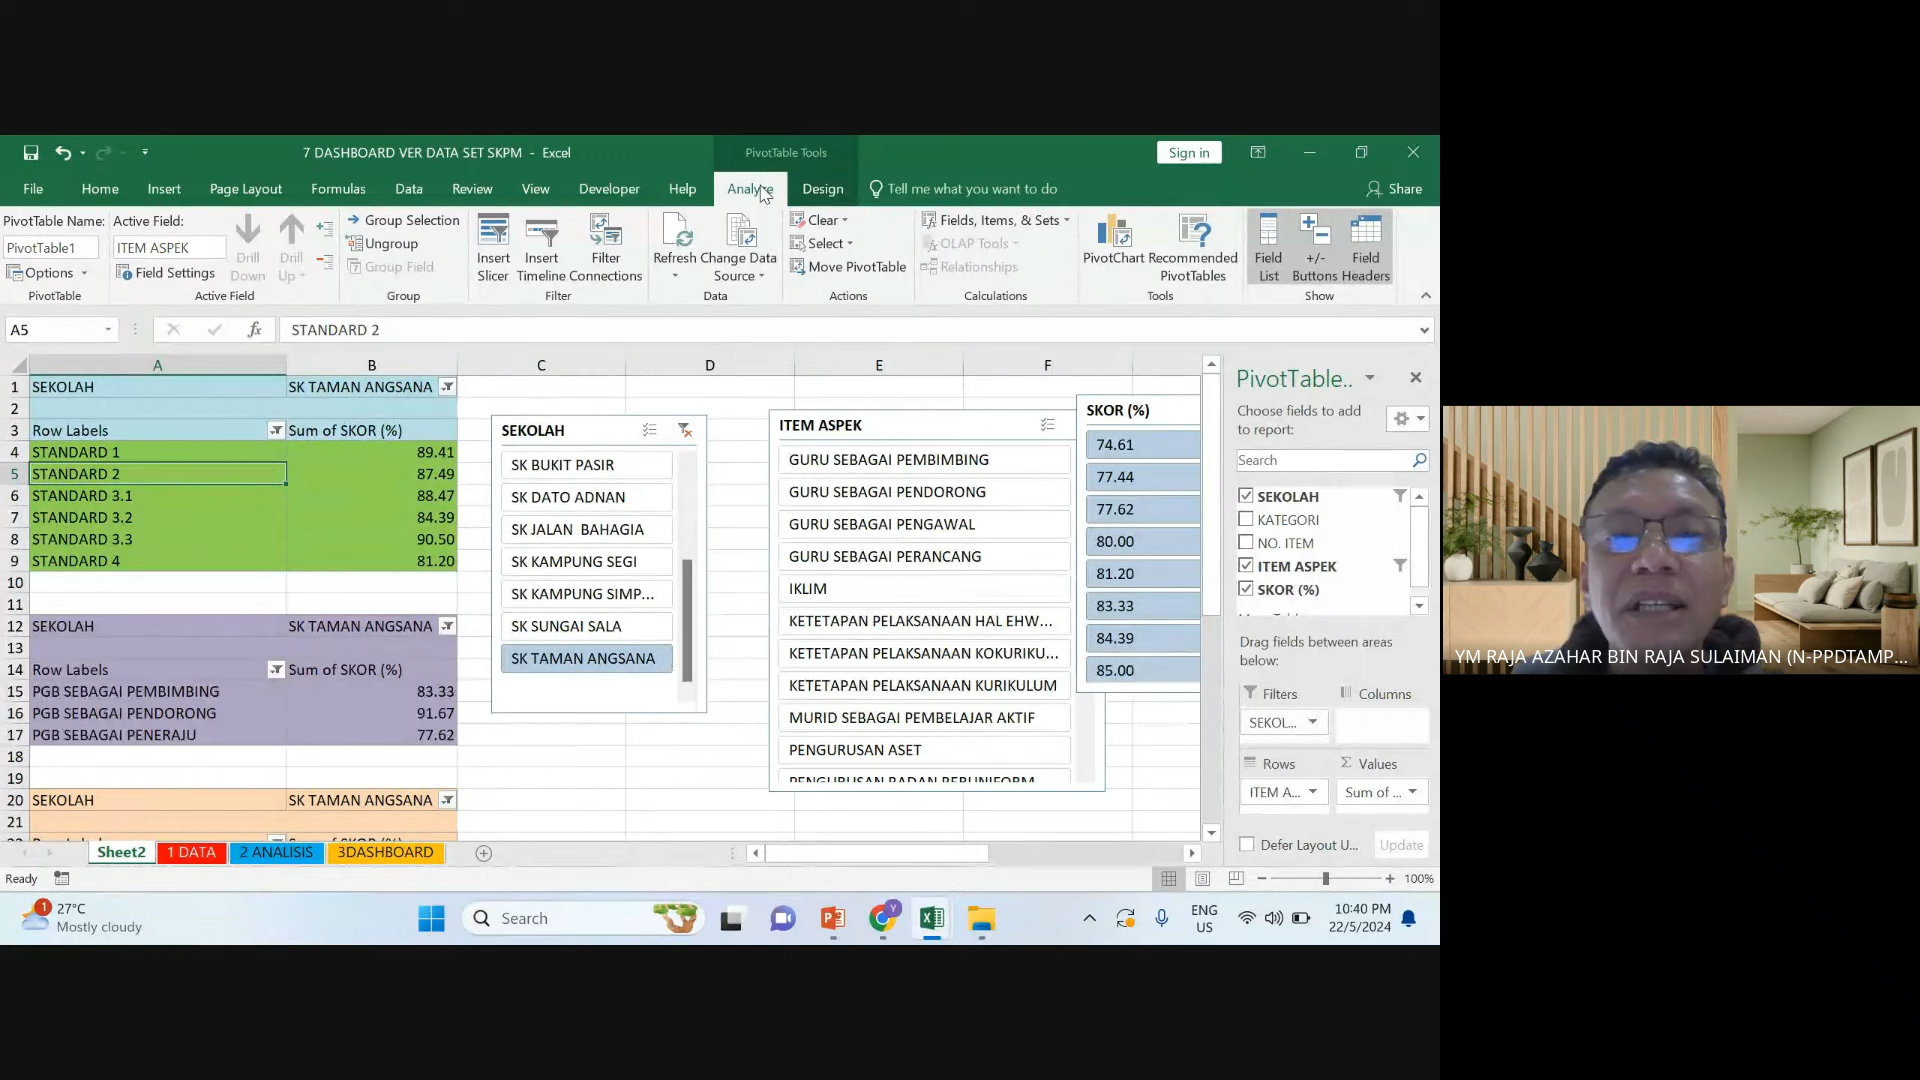 7 DASHBOARD VER DATA SET SKPM - Excel
PivotTable Tools
Sign in
File Home Insert Page Layout Formulas Data Review View Developer Help Analyze Design Tell me what you want to do Share
PivotTable Name:
PivotTable1
Options
PivotTable
Active Field:
ITEM ASPEK
Field Settings
Drill Down
Drill Up
Active Field
Group Selection
Ungroup
Group Field
Group
Insert Slicer
Insert Timeline
Filter Connections
Filter
Refresh
Change Data Source
Data
Clear
Select
Move PivotTable
Actions
Fields, Items, & Sets
OLAP Tools
Relationships
Calculations
PivotChart
Recommended PivotTables
Tools
Field List
+/- Buttons
Field Headers
Show
A5
fx
STANDARD 2
A B C D E F
1 SEKOLAH SK TAMAN ANGSANA
2
3 Row Labels Sum of SKOR (%)
4 STANDARD 1 89.41
5 STANDARD 2 87.49
6 STANDARD 3.1 88.47
7 STANDARD 3.2 84.39
8 STANDARD 3.3 90.50
9 STANDARD 4 81.20
10
11
12 SEKOLAH SK TAMAN ANGSANA
13
14 Row Labels Sum of SKOR (%)
15 PGB SEBAGAI PEMBIMBING 83.33
16 PGB SEBAGAI PENDORONG 91.67
17 PGB SEBAGAI PENERAJU 77.62
18
19
20 SEKOLAH SK TAMAN ANGSANA
21
SEKOLAH
SK BUKIT PASIR
SK DATO ADNAN
SK JALAN BAHAGIA
SK KAMPUNG SEGI
SK KAMPUNG SIMP...
SK SUNGAI SALA
SK TAMAN ANGSANA
ITEM ASPEK
GURU SEBAGAI PEMBIMBING
GURU SEBAGAI PENDORONG
GURU SEBAGAI PENGAWAL
GURU SEBAGAI PERANCANG
IKLIM
KETETAPAN PELAKSANAAN HAL EHW...
KETETAPAN PELAKSANAAN KOKURIKU...
KETETAPAN PELAKSANAAN KURIKULUM
MURID SEBAGAI PEMBELAJAR AKTIF
PENGURUSAN ASET
SKOR (%)
74.61
77.44
77.62
80.00
81.20
83.33
84.39
85.00
PivotTable..
Choose fields to add to report:
Search
SEKOLAH
KATEGORI
NO. ITEM
ITEM ASPEK
SKOR (%)
Drag fields between areas below:
Filters
Columns
SEKOL...
Rows
Values
ITEM A...
Sum of ...
Defer Layout U...
Update
Sheet2 1 DATA 2 ANALISIS 3DASHBOARD
Ready
100%
1
27°C
Mostly cloudy
Search
Y
ENG
US
10:40 PM
22/5/2024
YM RAJA AZAHAR BIN RAJA SULAIMAN (N-PPDTAMP...